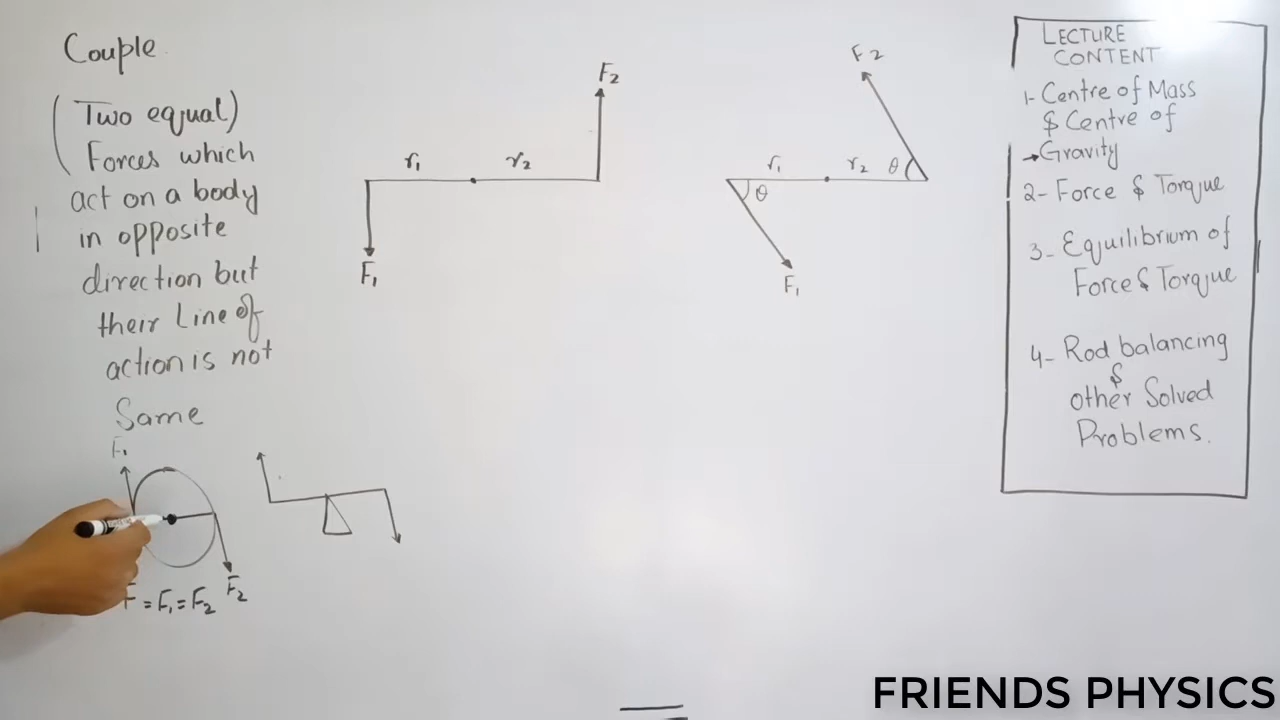 Couple
(Two equal)
Forces which
act on a body
in opposite
direction but
their Line of
action is not
Same
F₁
F₂
F = F₁ = F₂
F₂
r₁ r₂
F₁
F2
r₁ r₂ θ
θ
F₁
LECTURE
CONTENT
1- Centre of Mass
& Centre of
→Gravity
2- Force & Torque
3- Equilibrium of
Force & Torque
4- Rod balancing
&
other Solved
Problems.
FRIENDS PHYSICS